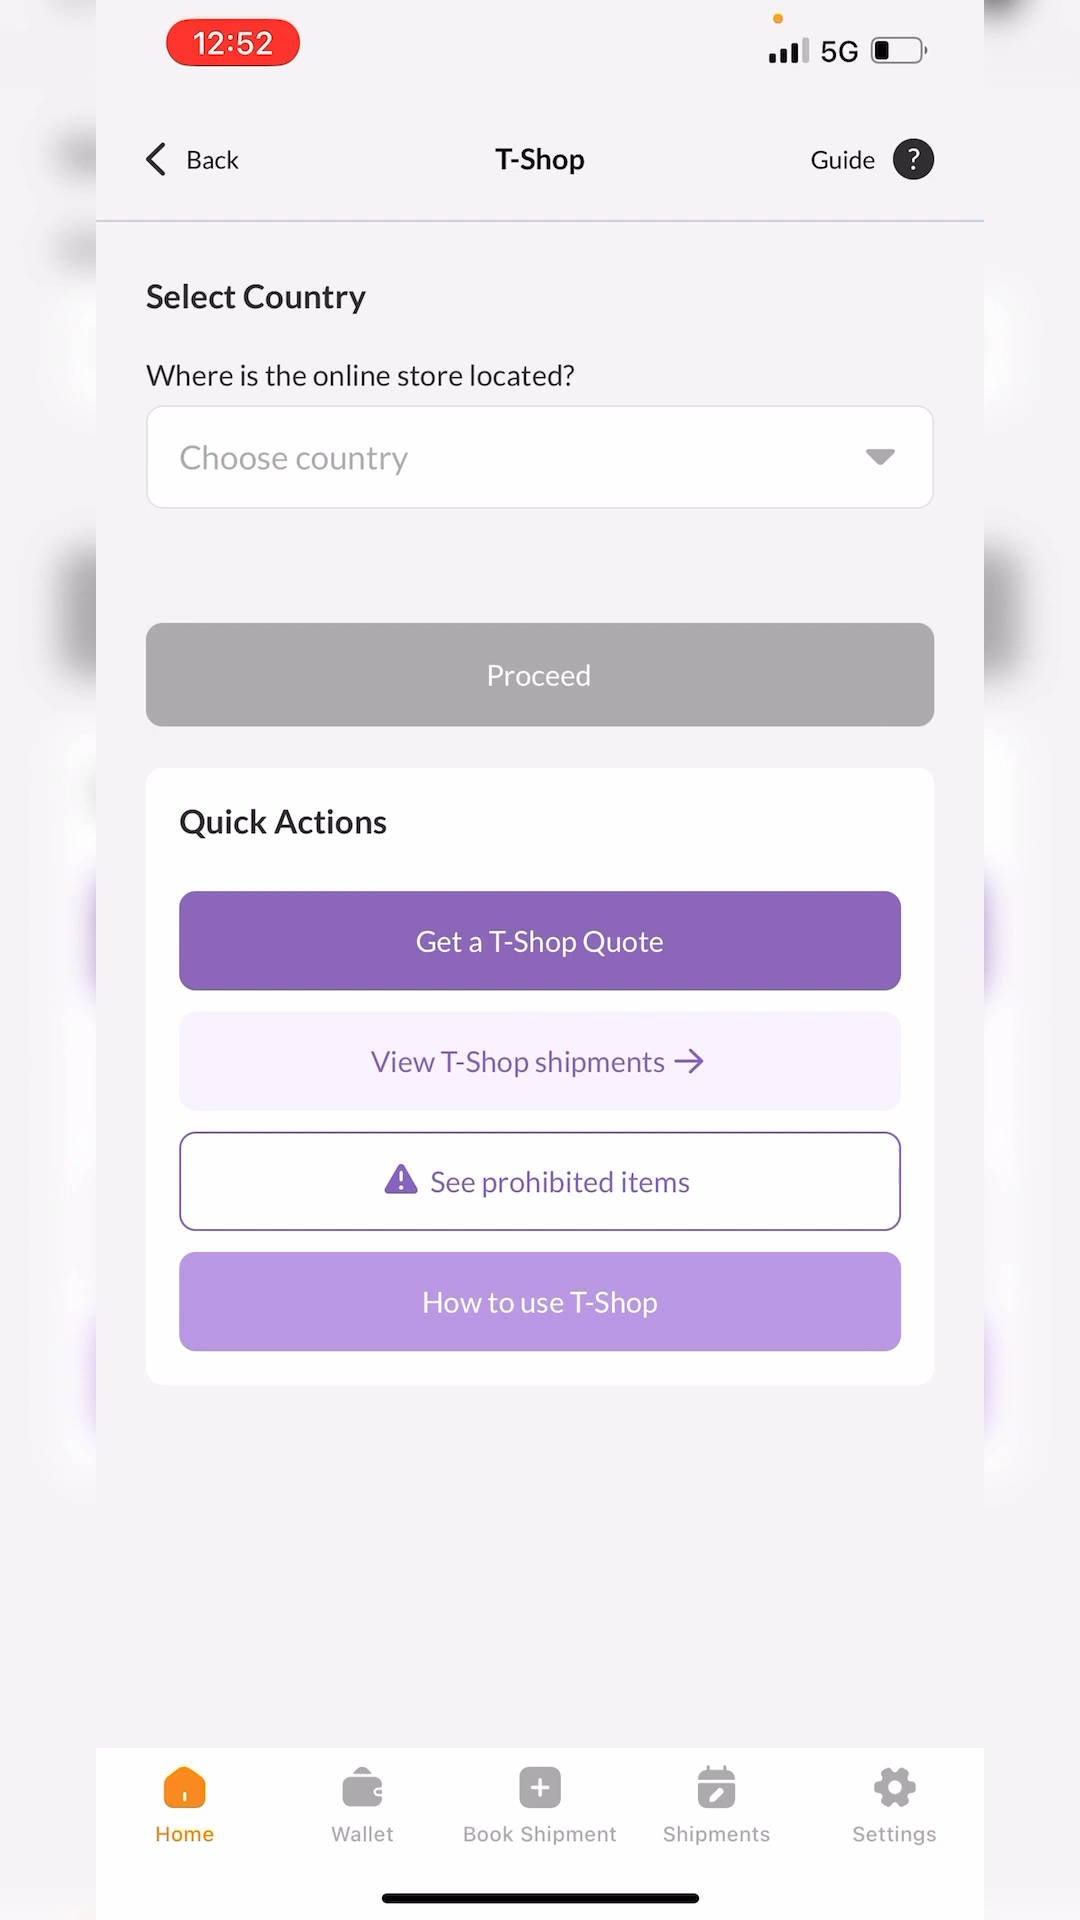 12:52
5G
Back
T-Shop
Guide ?
Select Country
Where is the online store located?
Choose country
Proceed
Quick Actions
Get a T-Shop Quote
View T-Shop shipments →
See prohibited items
How to use T-Shop
Home
Wallet
Book Shipment
Shipments
Settings